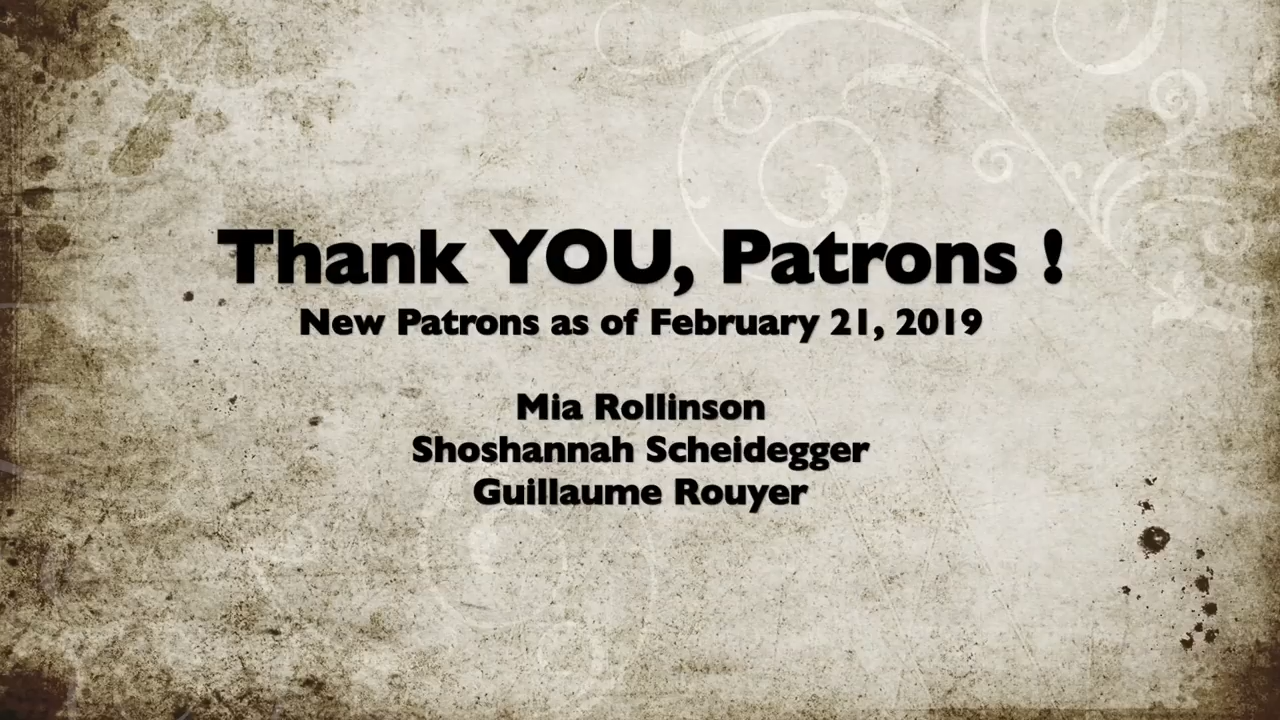 Thank YOU, Patrons !
New Patrons as of February 21, 2019
Mia Rollinson
Shoshannah Scheidegger
Guillaume Rouyer